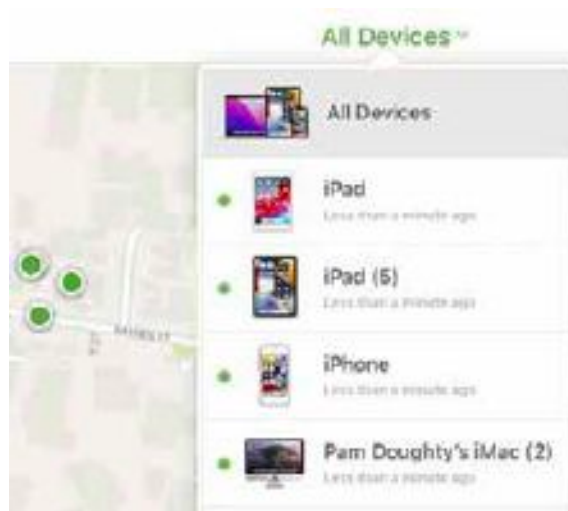 All Devices
All Devices
iPad
Less than a minute ago
iPad (5)
Less than a minute ago
iPhone
Less than a minute ago
Pam Doughty's iMac (2)
Less than a minute ago